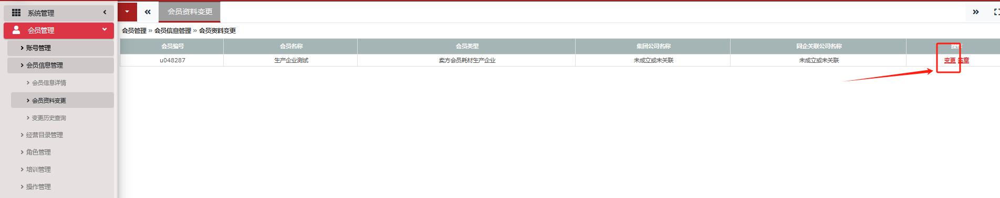 系统管理
会员管理
账号管理
会员信息管理
会员信息详情
会员资料变更
变更历史查询
经营目录管理
角色管理
培训管理
操作管理
会员资料变更
会员管理 » 会员信息管理 » 会员资料变更
会员编号 会员名称 会员类型 集团公司名称 同企关联公司名称 操作
u048287 生产企业测试 卖方会员耗材生产企业 未成立或未关联 未成立或未关联 变更 签章